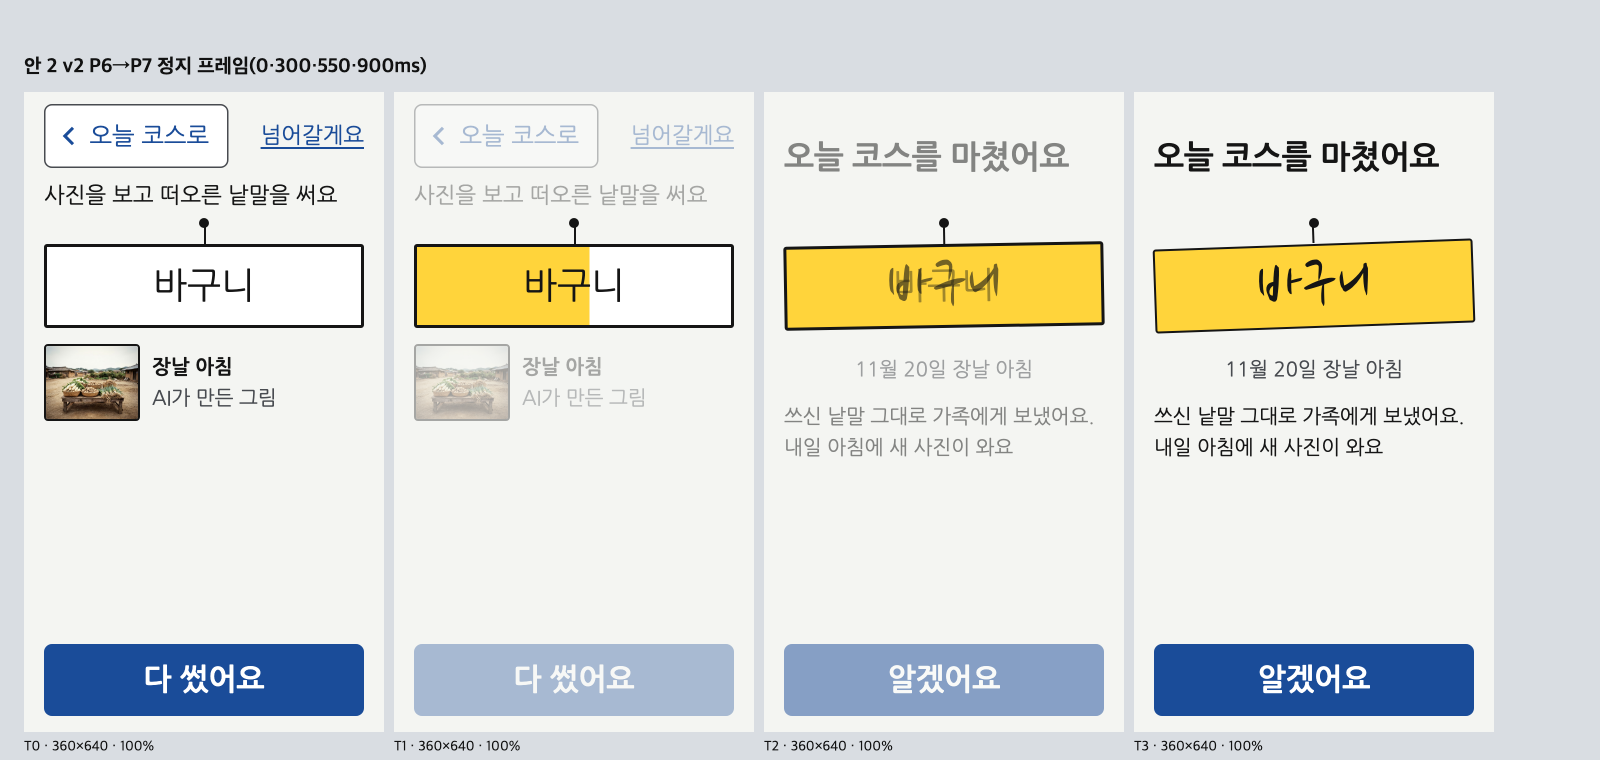 안 2 v2 P6→P7 정지 프레임(0·300·550·900ms)
오늘 코스로
넘어갈게요
사진을 보고 떠오른 낱말을 써요
바구니
장날 아침
AI가 만든 그림
다 썼어요
T0 · 360×640 · 100%
오늘 코스로
넘어갈게요
사진을 보고 떠오른 낱말을 써요
바구니
장날 아침
AI가 만든 그림
다 썼어요
T1 · 360×640 · 100%
오늘 코스를 마쳤어요
바구니
11월 20일 장날 아침
쓰신 낱말 그대로 가족에게 보냈어요.
내일 아침에 새 사진이 와요
알겠어요
T2 · 360×640 · 100%
오늘 코스를 마쳤어요
바구니
11월 20일 장날 아침
쓰신 낱말 그대로 가족에게 보냈어요.
내일 아침에 새 사진이 와요
알겠어요
T3 · 360×640 · 100%